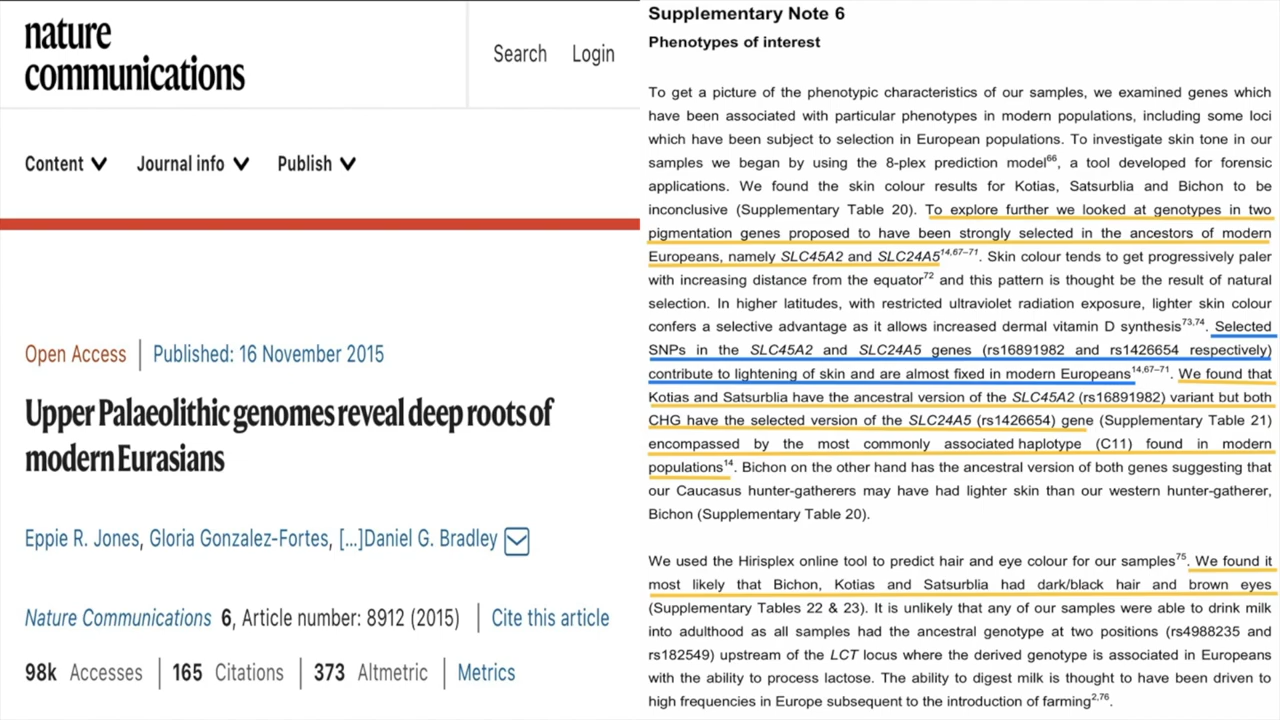 nature
communications
Search Login
Content Journal info Publish
Open Access | Published: 16 November 2015
Upper Palaeolithic genomes reveal deep roots of
modern Eurasians
Eppie R. Jones, Gloria Gonzalez-Fortes, [...]Daniel G. Bradley
Nature Communications 6, Article number: 8912 (2015) | Cite this article
98k Accesses | 165 Citations | 373 Altmetric | Metrics
Supplementary Note 6
Phenotypes of interest
To get a picture of the phenotypic characteristics of our samples, we examined genes which
have been associated with particular phenotypes in modern populations, including some loci
which have been subject to selection in European populations. To investigate skin tone in our
samples we began by using the 8-plex prediction model66, a tool developed for forensic
applications. We found the skin colour results for Kotias, Satsurblia and Bichon to be
inconclusive (Supplementary Table 20). To explore further we looked at genotypes in two
pigmentation genes proposed to have been strongly selected in the ancestors of modern
Europeans, namely SLC45A2 and SLC24A514,67–71. Skin colour tends to get progressively paler
with increasing distance from the equator72 and this pattern is thought be the result of natural
selection. In higher latitudes, with restricted ultraviolet radiation exposure, lighter skin colour
confers a selective advantage as it allows increased dermal vitamin D synthesis73,74. Selected
SNPs in the SLC45A2 and SLC24A5 genes (rs16891982 and rs1426654 respectively)
contribute to lightening of skin and are almost fixed in modern Europeans14,67–71. We found that
Kotias and Satsurblia have the ancestral version of the SLC45A2 (rs16891982) variant but both
CHG have the selected version of the SLC24A5 (rs1426654) gene (Supplementary Table 21)
encompassed by the most commonly associated haplotype (C11) found in modern
populations14. Bichon on the other hand has the ancestral version of both genes suggesting that
our Caucasus hunter-gatherers may have had lighter skin than our western hunter-gatherer,
Bichon (Supplementary Table 20).
We used the Hirisplex online tool to predict hair and eye colour for our samples75. We found it
most likely that Bichon, Kotias and Satsurblia had dark/black hair and brown eyes
(Supplementary Tables 22 & 23). It is unlikely that any of our samples were able to drink milk
into adulthood as all samples had the ancestral genotype at two positions (rs4988235 and
rs182549) upstream of the LCT locus where the derived genotype is associated in Europeans
with the ability to process lactose. The ability to digest milk is thought to have been driven to
high frequencies in Europe subsequent to the introduction of farming2,76.